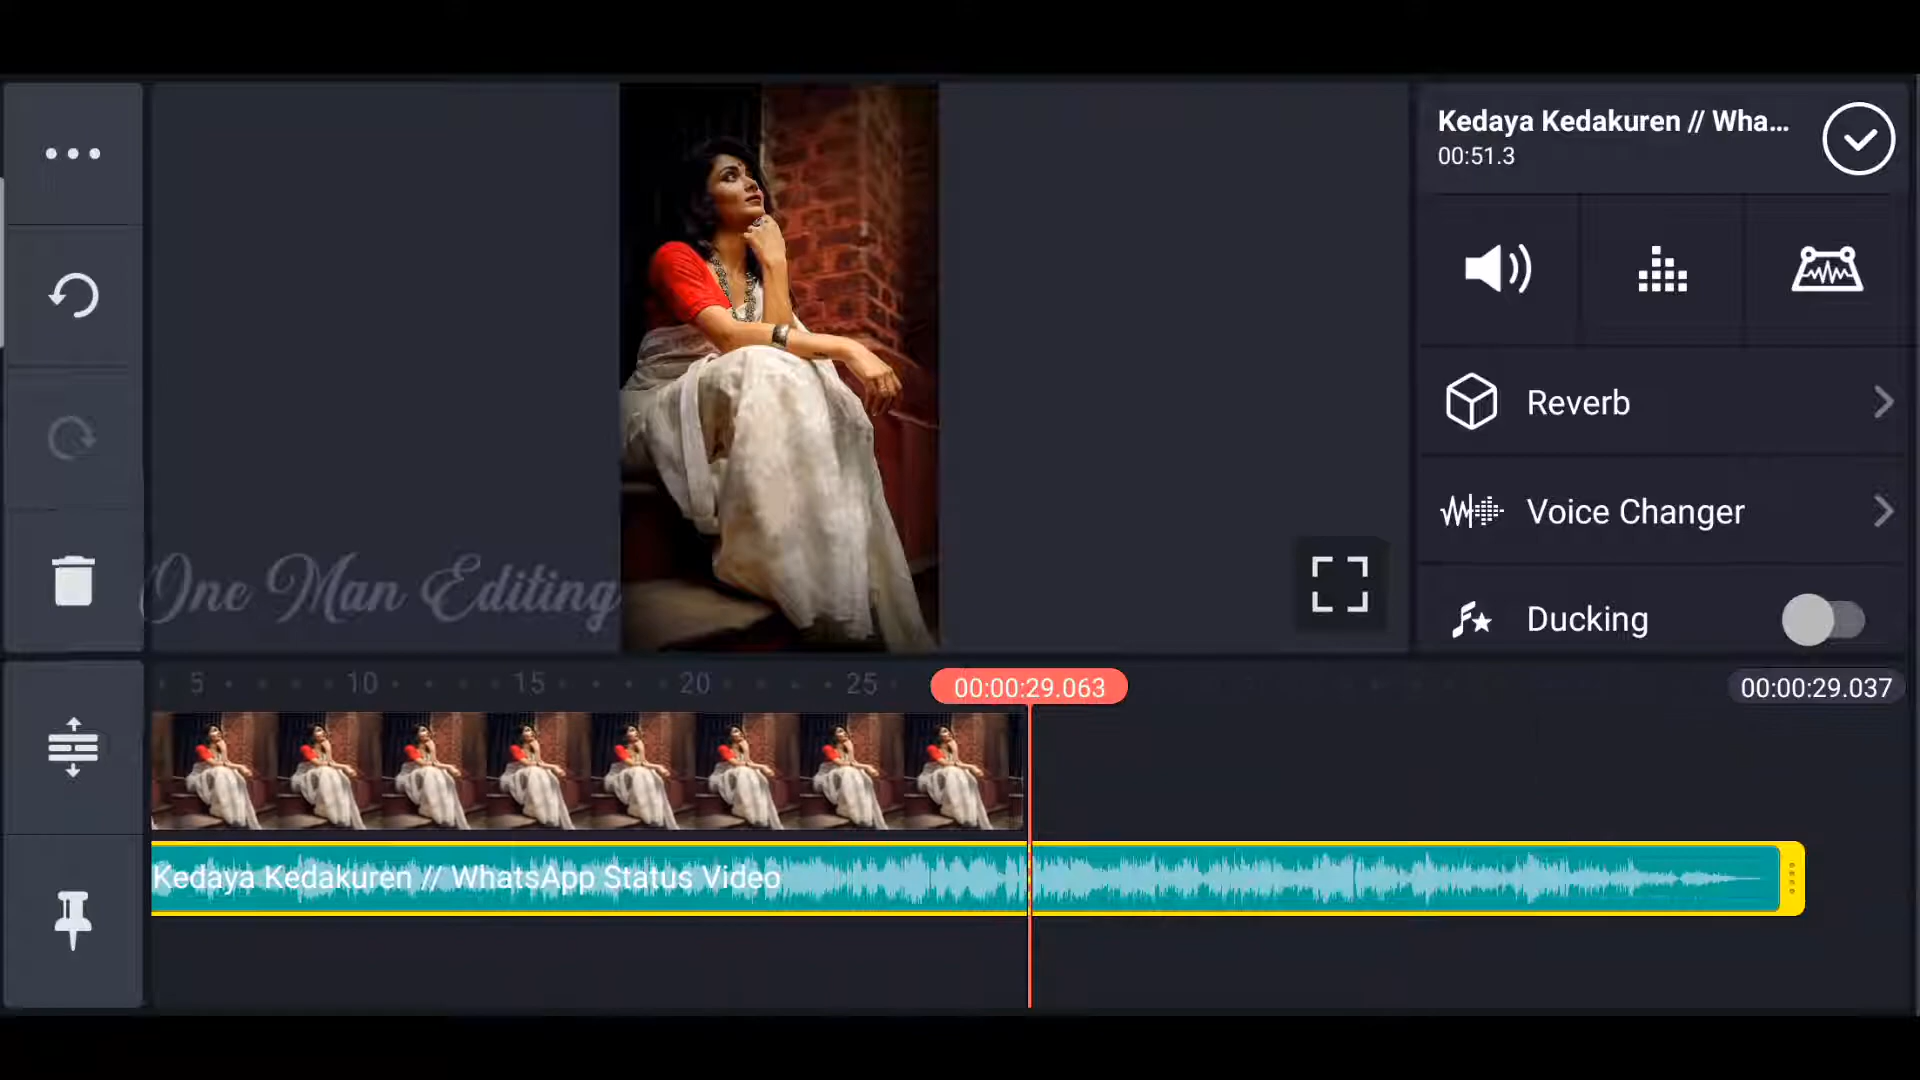 Kedaya Kedakuren // Wha...
00:51.3
Reverb
Voice Changer
Ducking
One Man Editing
5 10 15 20 25 00:00:29.063 00:00:29.037
Kedaya Kedakuren // WhatsApp Status Video